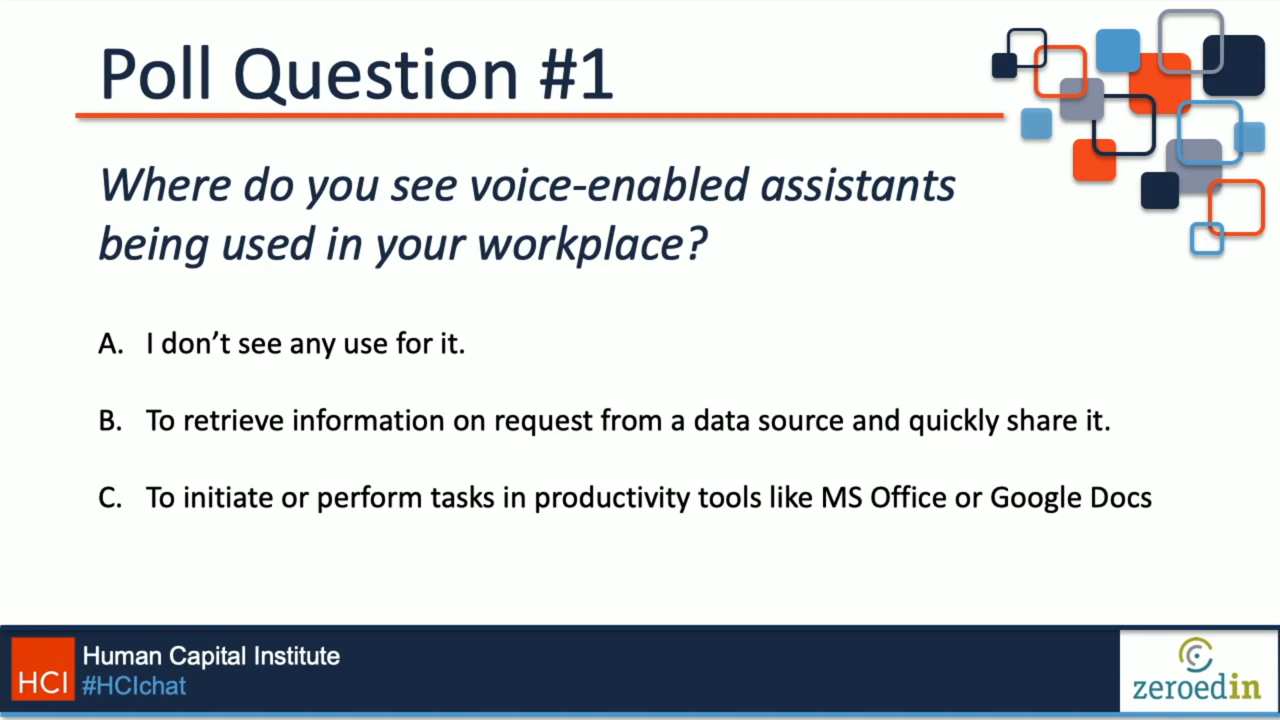 Poll Question #1
Where do you see voice-enabled assistants
being used in your workplace?
A. I don’t see any use for it.
B. To retrieve information on request from a data source and quickly share it.
C. To initiate or perform tasks in productivity tools like MS Office or Google Docs
HCI
Human Capital Institute
#HCIchat
zeroedin